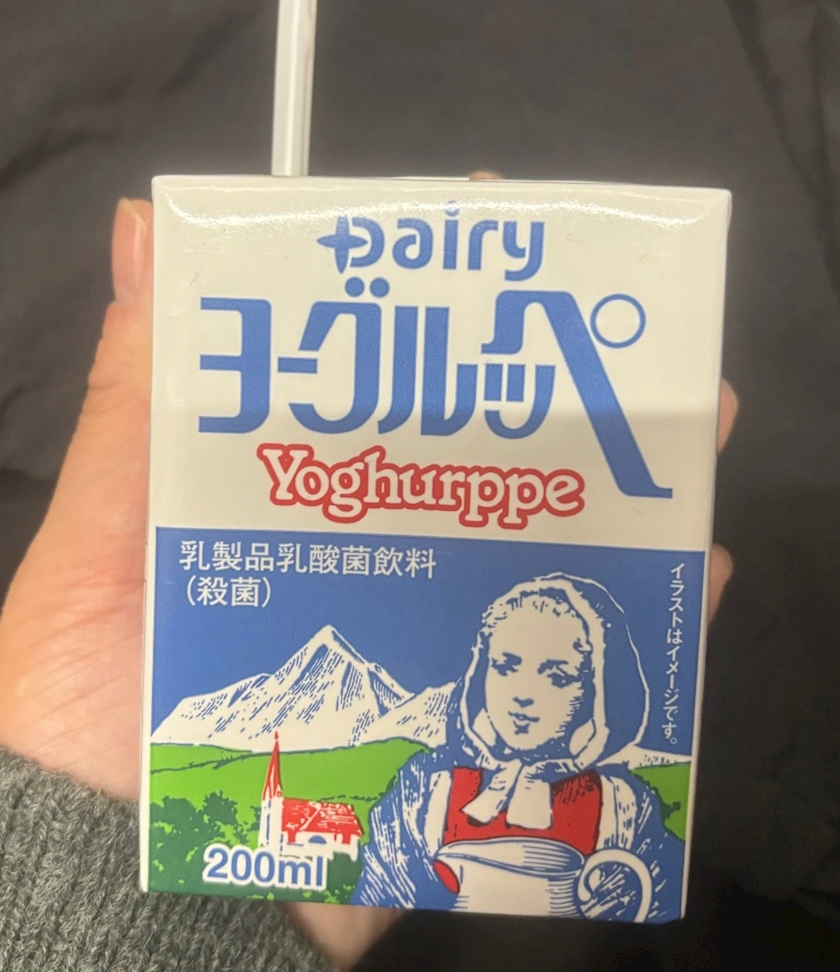 Dairy
ヨーグルッペ
Yoghurppe
乳製品乳酸菌飲料
（殺菌）
イラストはイメージです。
200ml